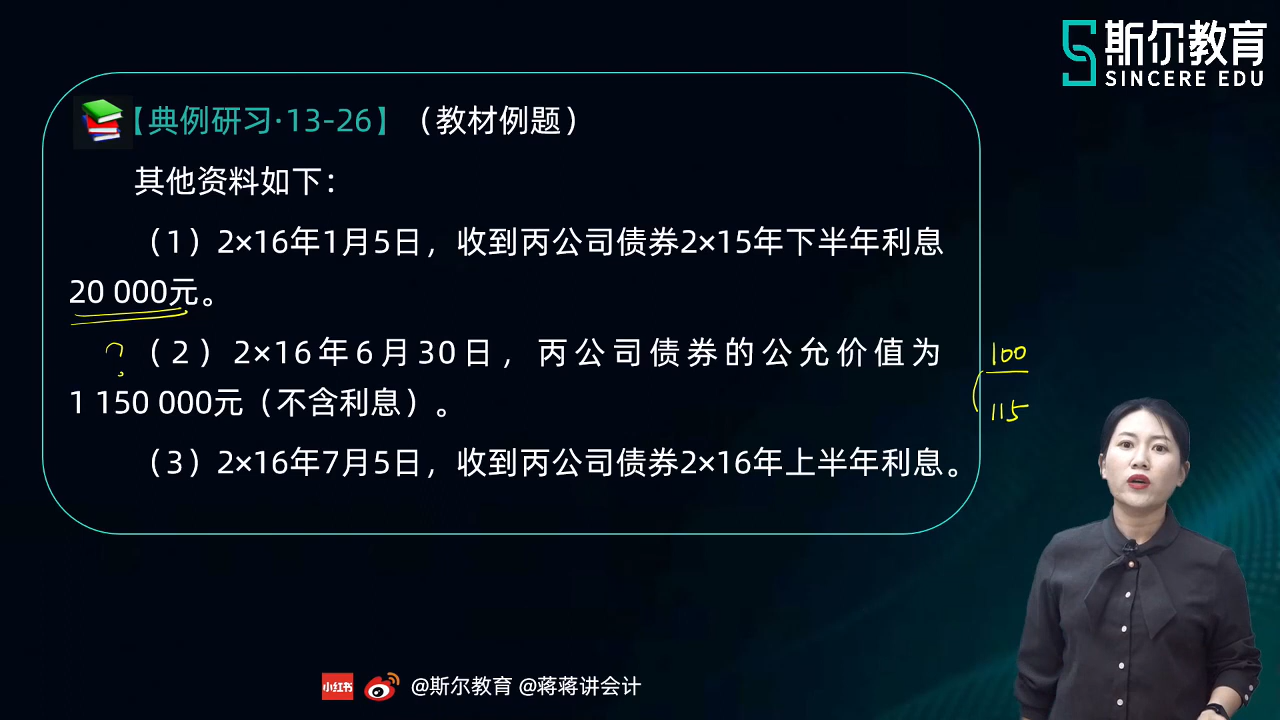 斯尔教育
SINCERE EDU
【典例研习·13-26】（教材例题）
其他资料如下：
（1）2×16年1月5日，收到丙公司债券2×15年下半年利息
20 000元。
?
（2）2×16年6月30日，丙公司债券的公允价值为
1 150 000元（不含利息）。
100
115
（3）2×16年7月5日，收到丙公司债券2×16年上半年利息。
小红书
@斯尔教育 @蒋蒋讲会计